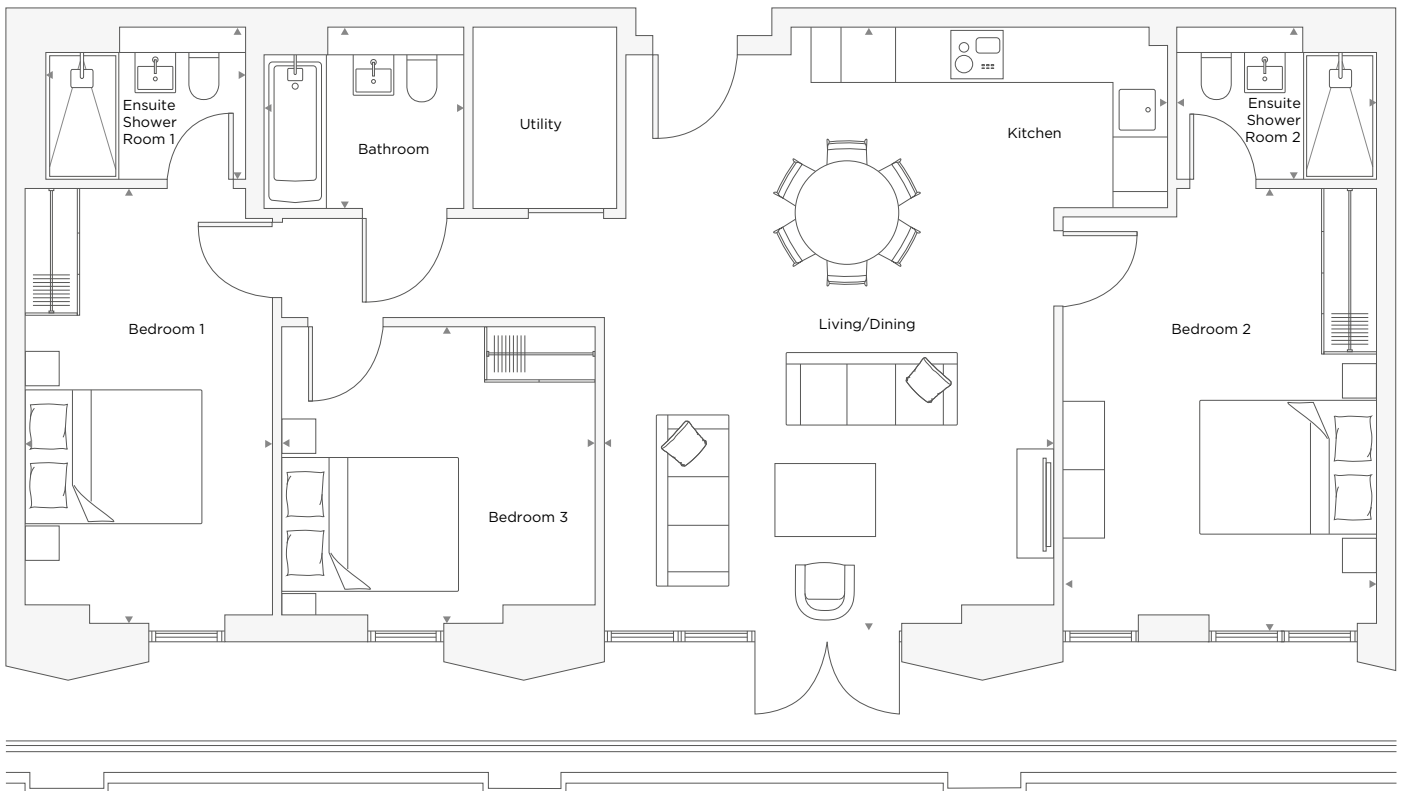 Ensuite
Shower
Room 1
Bathroom
Utility
Kitchen
Ensuite
Shower
Room 2
Bedroom 1
Living/Dining
Bedroom 2
Bedroom 3